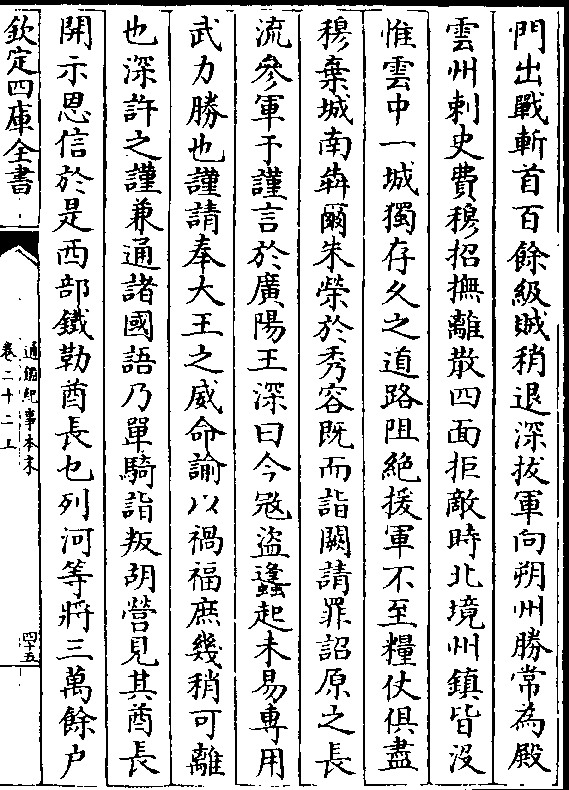 門出戰斬首百餘級賊稍退深拔軍向朔州勝常為殿
雲州刺史費穆招撫離散四面拒敵時北境州鎮皆沒
惟雲中一城獨存久之道路阻絶援軍不至糧仗俱盡
穆棄城南犇爾朱榮於秀容既而詣闕請罪詔原之長
流參軍于謹言於廣陽王深曰今寇盜蠭起未易專用
武力勝也謹請奉大王之威命諭以禍福庶幾稍可離
也深許之謹兼通諸國語乃單騎詣叛胡營見其酋長
開示恩信於是西部鐵勒酋長乜列河等將三萬餘户
欽定四庫全書
通鑑紀事本末
卷二十二上
四十五